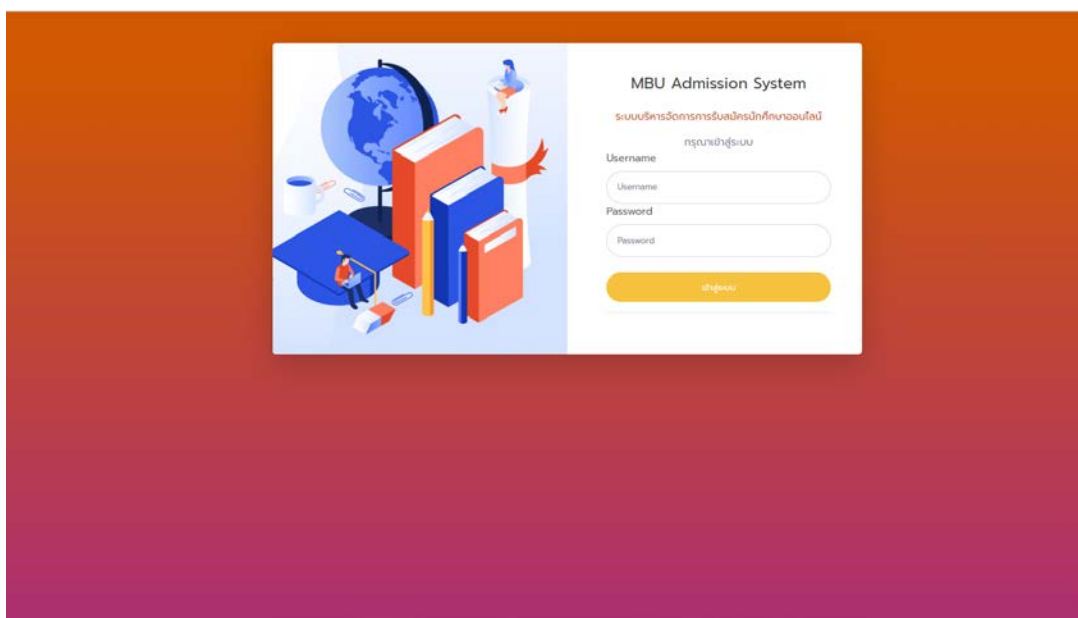 MBU Admission System
ระบบบริหารจัดการการรับสมัครนักศึกษาออนไลน์
กรุณาเข้าสู่ระบบ
Username
Username
Password
Password
เข้าสู่ระบบ